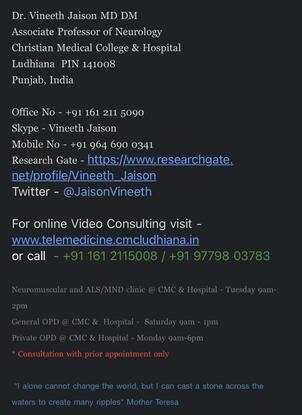 Dr. Vineeth Jaison MD DM
Associate Professor of Neurology
Christian Medical College & Hospital
Ludhiana  PIN 141008
Punjab, India
Office No - +91 161 211 5090
Skype - Vineeth Jaison
Mobile No - +91 964 690 0341
Research Gate - https://www.researchgate.
net/profile/Vineeth_Jaison
Twitter - @JaisonVineeth
For online Video Consulting visit -
www.telemedicine.cmcludhiana.in
or call  - +91 161 2115008 / +91 97798 03783
Neuromuscular and ALS/MND clinic @ CMC & Hospital - Tuesday 9am-
2pm
General OPD @ CMC &  Hospital -  Saturday 9am - 1pm
Private OPD @ CMC & Hospital - Monday 9am-6pm
* Consultation with prior appointment only
"I alone cannot change the world, but I can cast a stone across the
waters to create many ripples" Mother Teresa